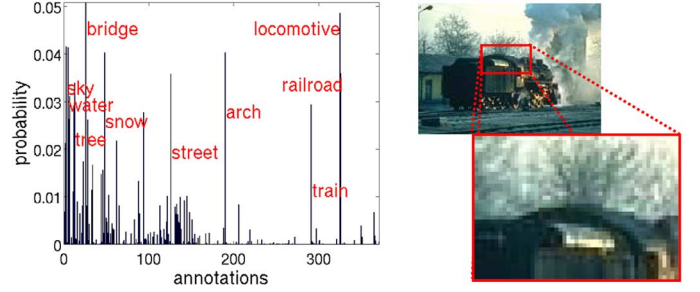 0.05
0.04
0.03
0.02
0.01
0
probability
bridge
locomotive
sky
water
railroad
snow
arch
tree
street
train
0
100
200
300
annotations